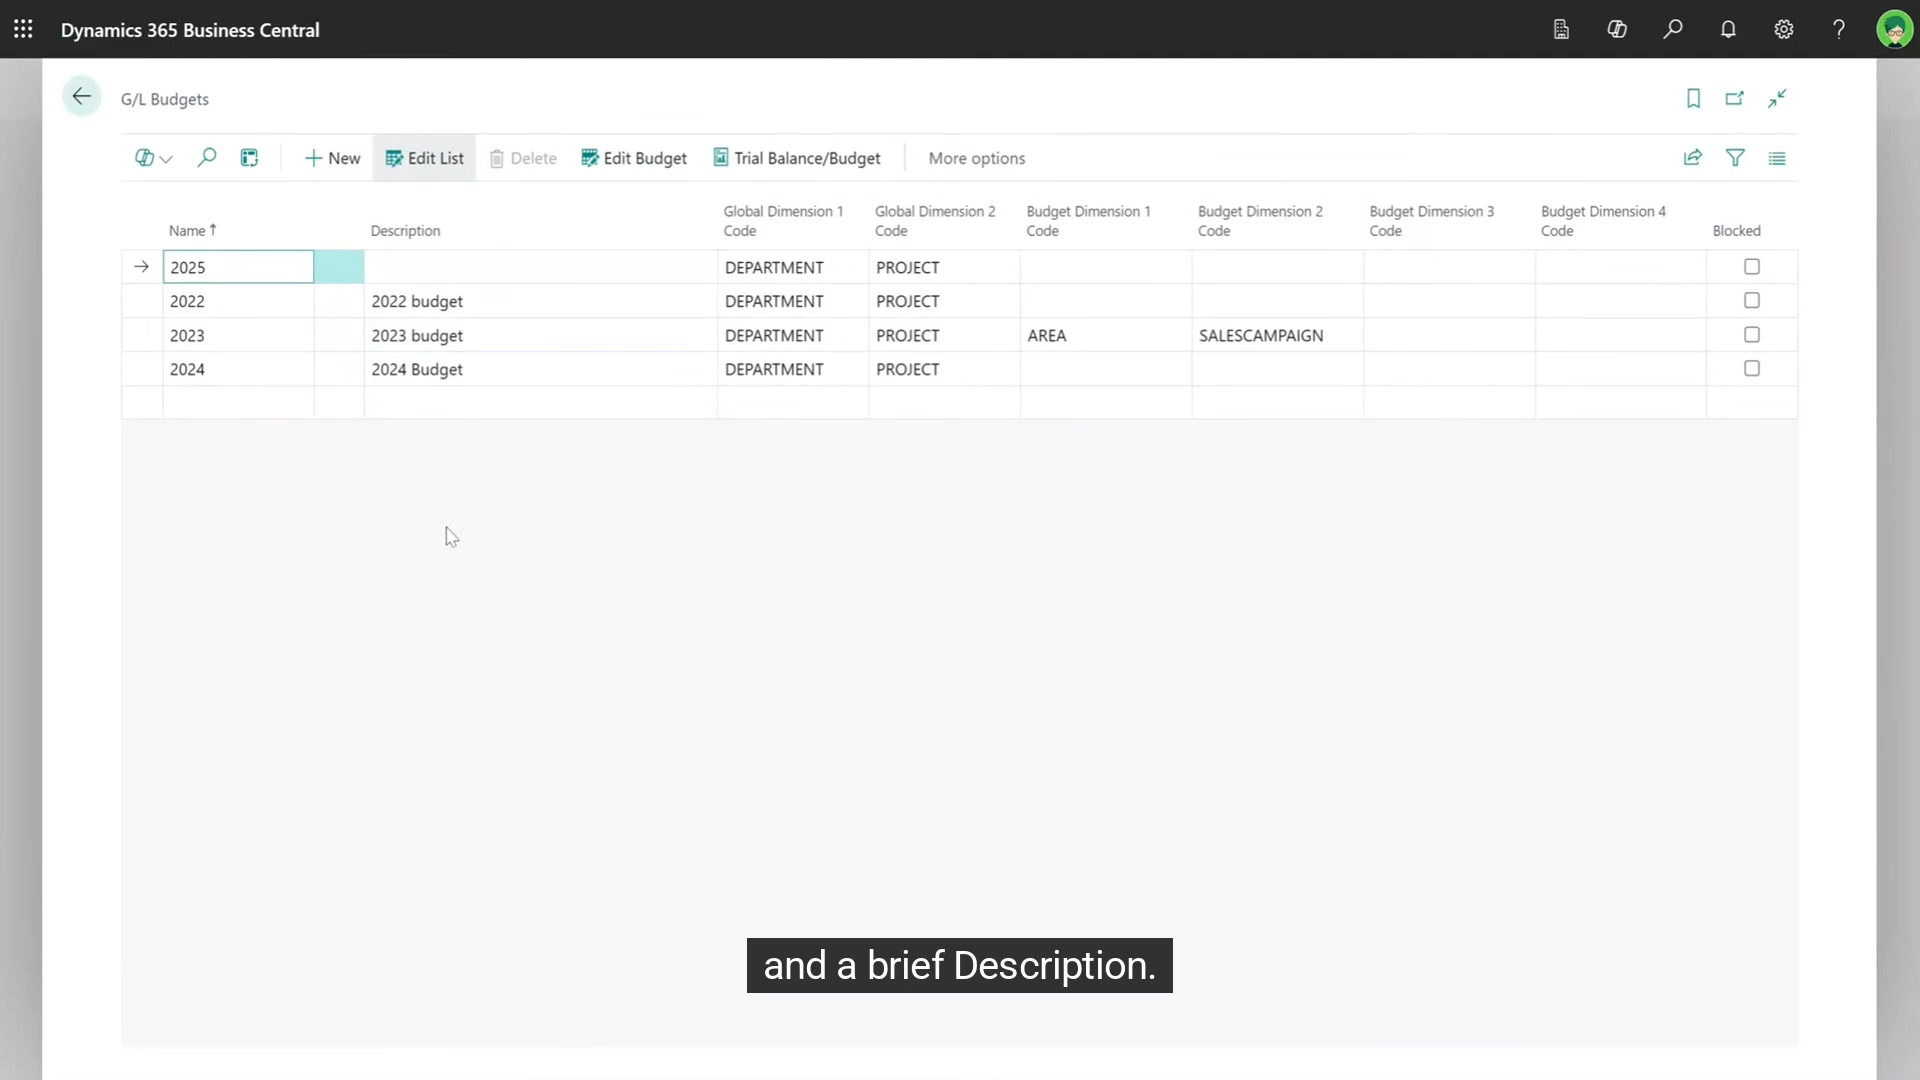 Dynamics 365 Business Central
G/L Budgets
New
Edit List
Delete
Edit Budget
Trial Balance/Budget
More options
Name ↑
Description
Global Dimension 1 Code
Global Dimension 2 Code
Budget Dimension 1 Code
Budget Dimension 2 Code
Budget Dimension 3 Code
Budget Dimension 4 Code
Blocked
2025 DEPARTMENT PROJECT
2022 2022 budget DEPARTMENT PROJECT
2023 2023 budget DEPARTMENT PROJECT AREA SALESCAMPAIGN
2024 2024 Budget DEPARTMENT PROJECT
and a brief Description.